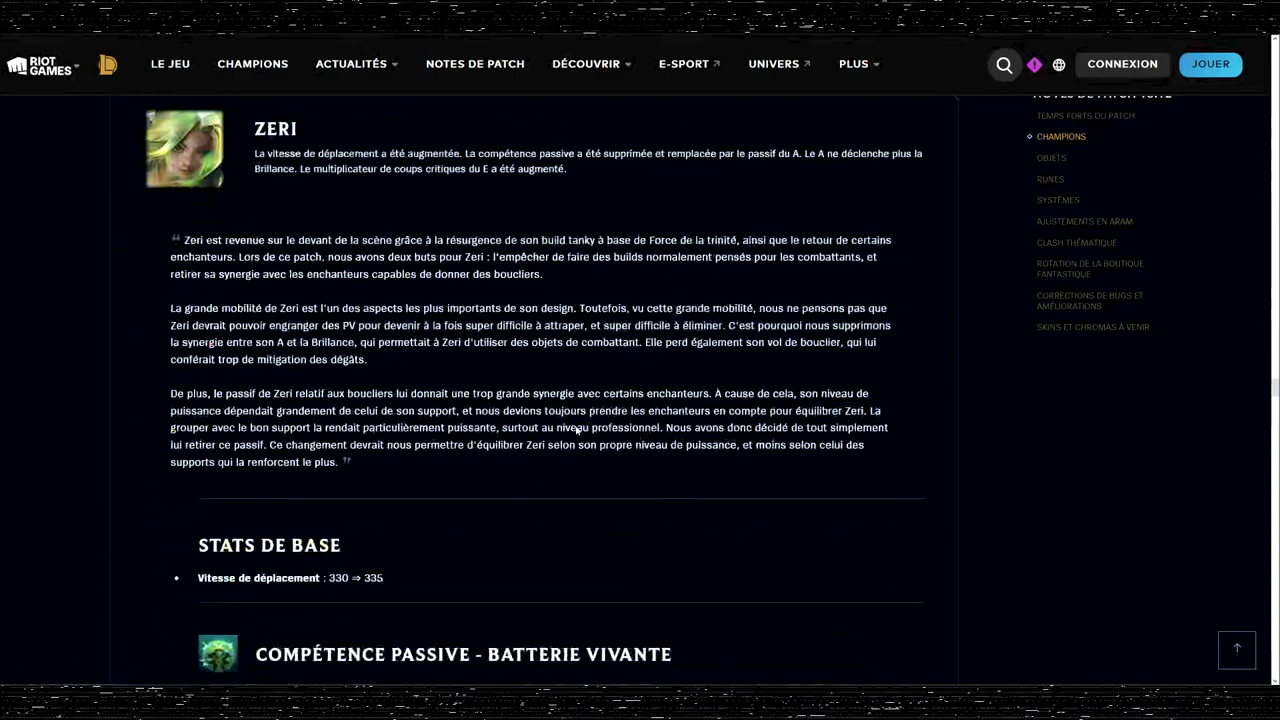 RIOT GAMES
LE JEU
CHAMPIONS
ACTUALITÉS
NOTES DE PATCH
DÉCOUVRIR
E-SPORT
UNIVERS
PLUS
CONNEXION
JOUER
ZERI
La vitesse de déplacement a été augmentée. La compétence passive a été supprimée et remplacée par le passif du A. Le A ne déclenche plus la
Brillance. Le multiplicateur de coups critiques du E a été augmenté.
Zeri est revenue sur le devant de la scène grâce à la résurgence de son build tanky à base de Force de la trinité, ainsi que le retour de certains
enchanteurs. Lors de ce patch, nous avons deux buts pour Zeri : l'empêcher de faire des builds normalement pensés pour les combattants, et
retirer sa synergie avec les enchanteurs capables de donner des boucliers.
La grande mobilité de Zeri est l'un des aspects les plus importants de son design. Toutefois, vu cette grande mobilité, nous ne pensons pas que
Zeri devrait pouvoir engranger des PV pour devenir à la fois super difficile à attraper, et super difficile à éliminer. C'est pourquoi nous supprimons
la synergie entre son A et la Brillance, qui permettait à Zeri d'utiliser des objets de combattant. Elle perd également son vol de bouclier, qui lui
conférait trop de mitigation des dégâts.
De plus, le passif de Zeri relatif aux boucliers lui donnait une trop grande synergie avec certains enchanteurs. À cause de cela, son niveau de
puissance dépendait grandement de celui de son support, et nous devions toujours prendre les enchanteurs en compte pour équilibrer Zeri. La
grouper avec le bon support la rendait particulièrement puissante, surtout au niveau professionnel. Nous avons donc décidé de tout simplement
lui retirer ce passif. Ce changement devrait nous permettre d'équilibrer Zeri selon son propre niveau de puissance, et moins selon celui des
supports qui la renforcent le plus.
STATS DE BASE
• Vitesse de déplacement : 330 ⇒ 335
COMPÉTENCE PASSIVE - BATTERIE VIVANTE
TEMPS FORTS DU PATCH
CHAMPIONS
OBJETS
RUNES
SYSTÈMES
AJUSTEMENTS EN ARAM
CLASH THÉMATIQUE
ROTATION DE LA BOUTIQUE
FANTASTIQUE
CORRECTIONS DE BUGS ET
AMÉLIORATIONS
SKINS ET CHROMAS À VENIR